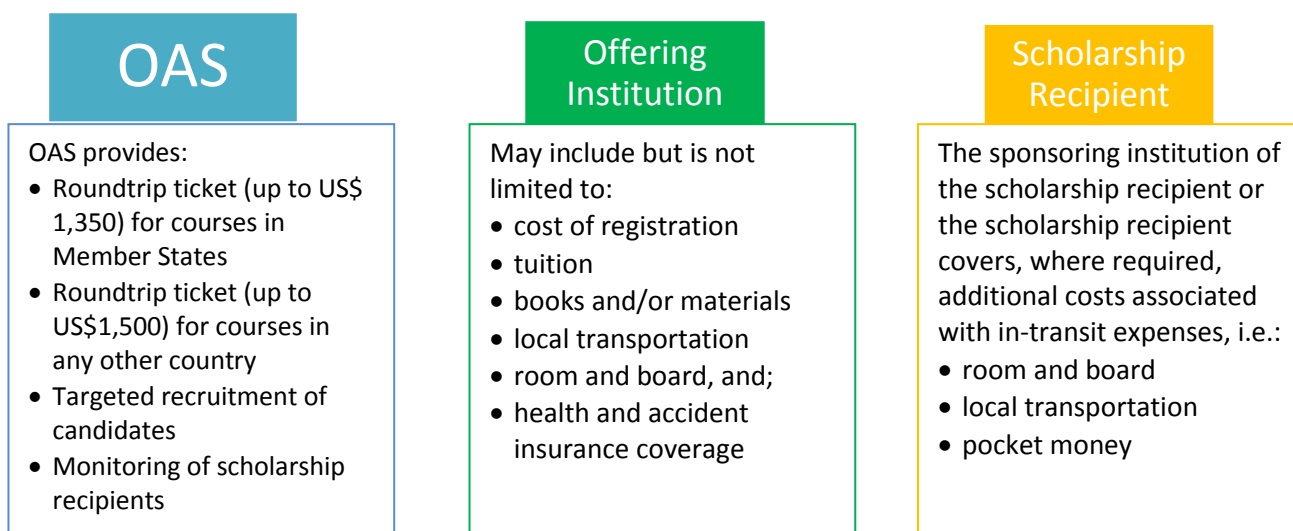 OAS
OAS provides:
• Roundtrip ticket (up to US$
1,350) for courses in
Member States
• Roundtrip ticket (up to
US$1,500) for courses in
any other country
• Targeted recruitment of
candidates
• Monitoring of scholarship
recipients
Offering
Institution
May include but is not
limited to:
• cost of registration
• tuition
• books and/or materials
• local transportation
• room and board, and;
• health and accident
insurance coverage
Scholarship
Recipient
The sponsoring institution of
the scholarship recipient or
the scholarship recipient
covers, where required,
additional costs associated
with in-transit expenses, i.e.:
• room and board
• local transportation
• pocket money